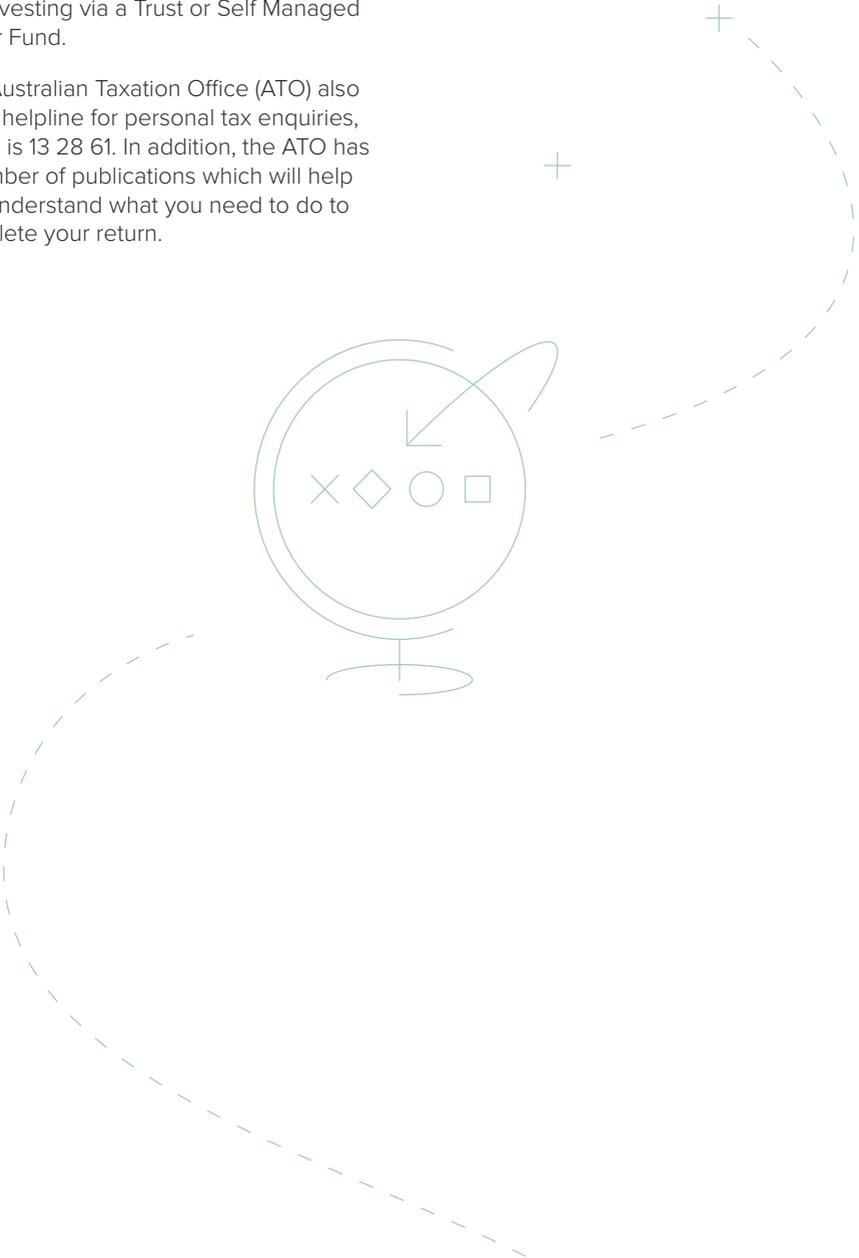 vesting via a Trust or Self Managed
r Fund.
Australian Taxation Office (ATO) also
helpline for personal tax enquiries,
is 13 28 61. In addition, the ATO has
nber of publications which will help
nderstand what you need to do to
lete your return.